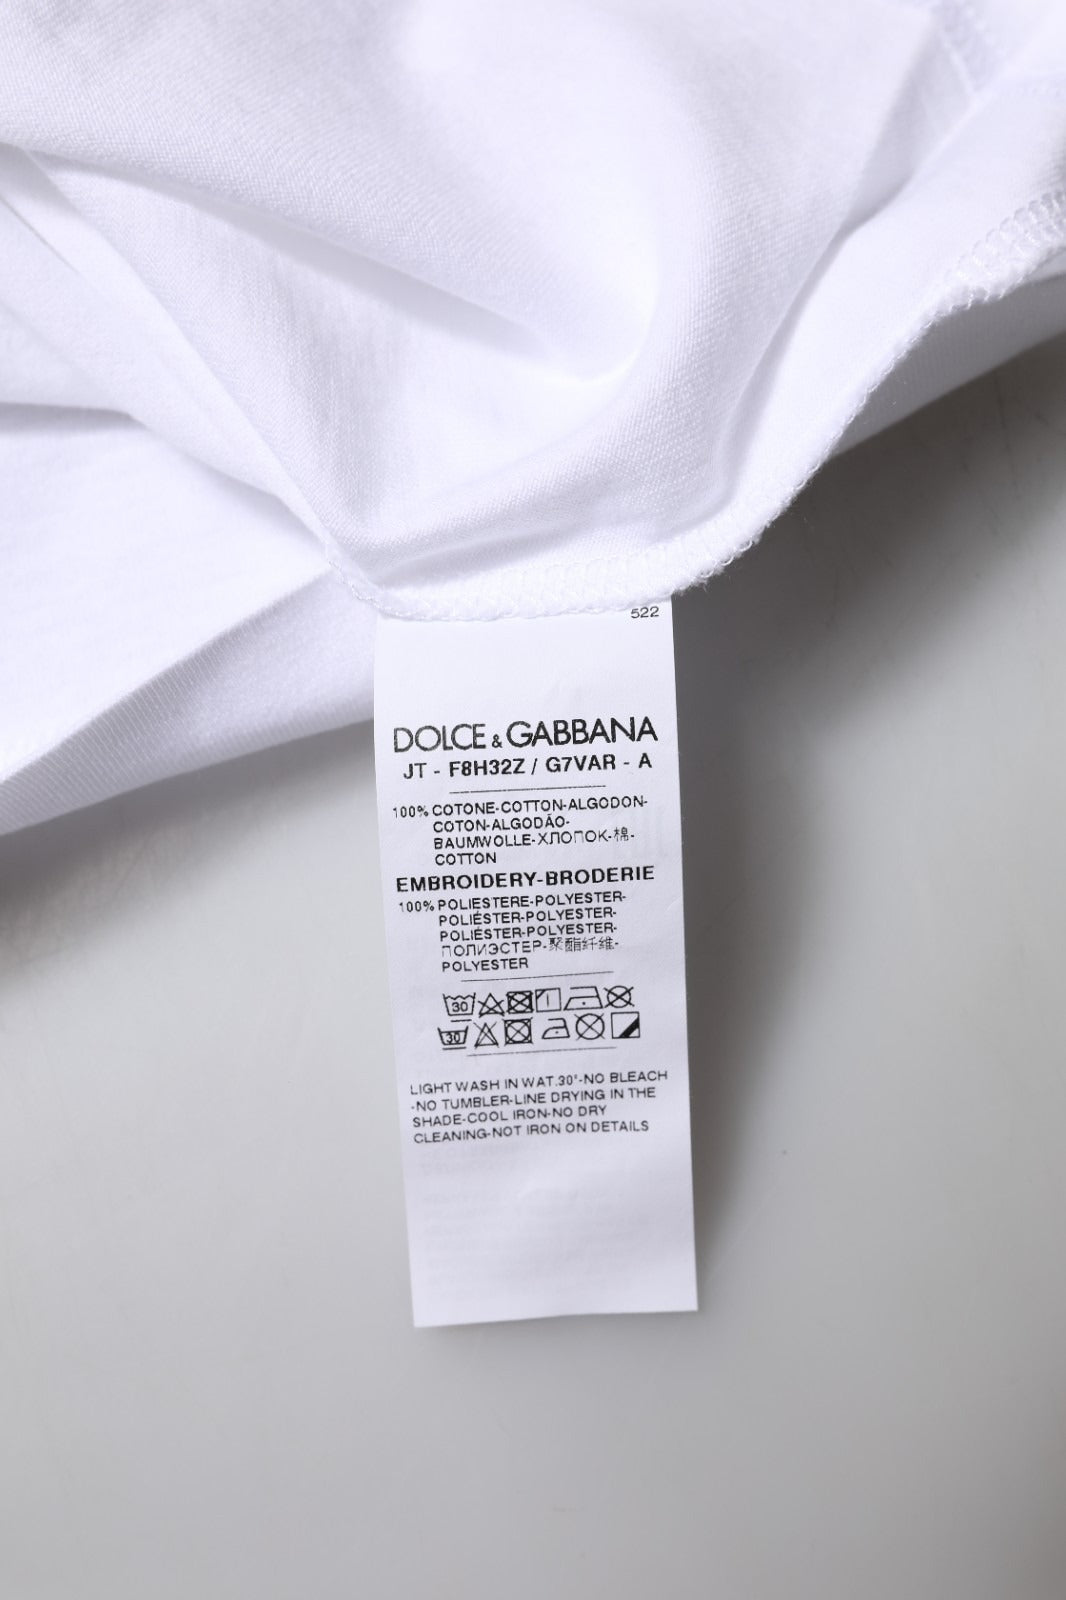 522
DOLCE & GABBANA
JT - F8H32Z / G7VAR - A
100% COTONE-COTTON-ALGODON-
COTON-ALGODÃO-
BAUMWOLLE-ХЛОПОК-棉-
COTTON
EMBROIDERY-BRODERIE
100% POLIESTERE-POLYESTER-
POLIÉSTER-POLYESTER-
POLIÉSTER-POLYESTER-
ПОЛИЭСТЕР-聚酯纤维-
POLYESTER
30
30
LIGHT WASH IN WAT.30°-NO BLEACH
-NO TUMBLER-LINE DRYING IN THE
SHADE-COOL IRON-NO DRY
CLEANING-NOT IRON ON DETAILS